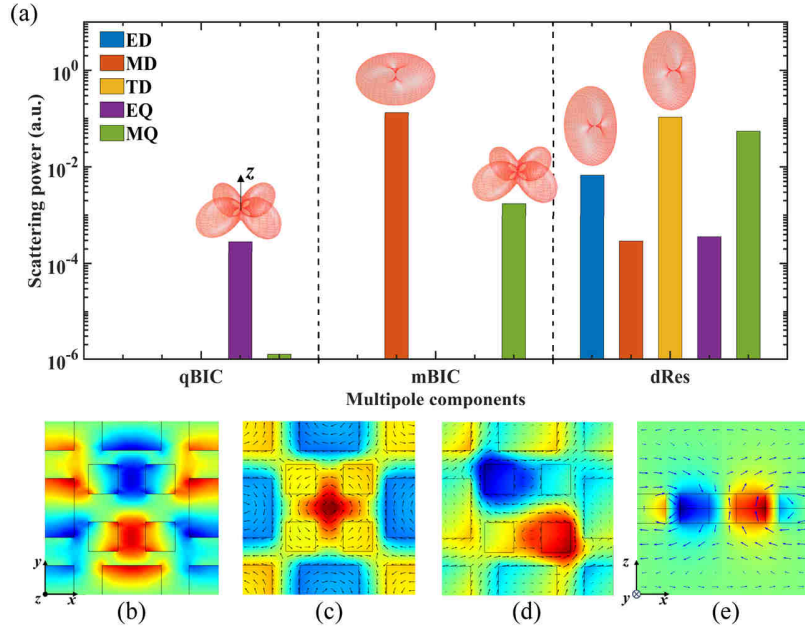 (a)
ED
MD
TD
EQ
MQ
z
Scattering power (a.u.)
10^0
10^-2
10^-4
10^-6
qBIC mBIC dRes
Multipole components
y
z x
z
y x
(b) (c) (d) (e)